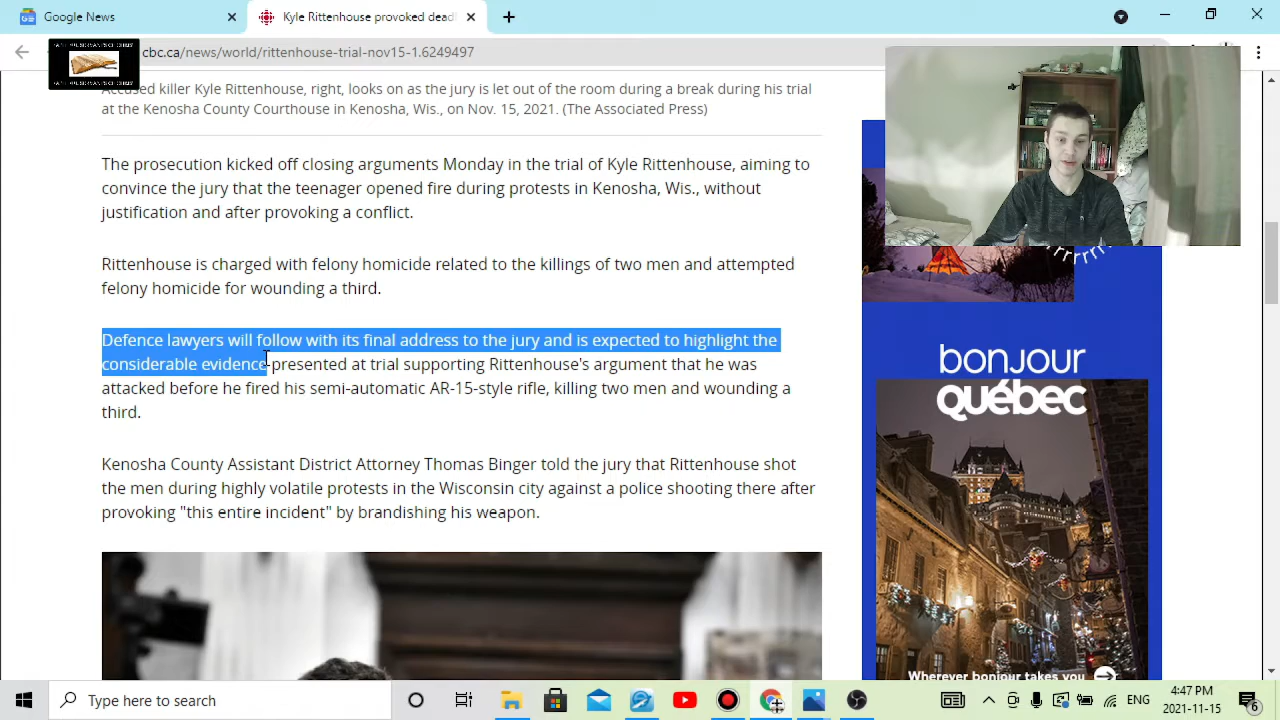 Google News
Kyle Rittenhouse provoked dead
cbc.ca/news/world/rittenhouse-trial-nov15-1.6249497
Accused killer Kyle Rittenhouse, right, looks on as the jury is let out of the room during a break during his trial
at the Kenosha County Courthouse in Kenosha, Wis., on Nov. 15, 2021. (The Associated Press)
The prosecution kicked off closing arguments Monday in the trial of Kyle Rittenhouse, aiming to
convince the jury that the teenager opened fire during protests in Kenosha, Wis., without
justification and after provoking a conflict.
Rittenhouse is charged with felony homicide related to the killings of two men and attempted
felony homicide for wounding a third.
Defence lawyers will follow with its final address to the jury and is expected to highlight the
considerable evidence presented at trial supporting Rittenhouse's argument that he was
attacked before he fired his semi-automatic AR-15-style rifle, killing two men and wounding a
third.
Kenosha County Assistant District Attorney Thomas Binger told the jury that Rittenhouse shot
the men during highly volatile protests in the Wisconsin city against a police shooting there after
provoking "this entire incident" by brandishing his weapon.
bonjour
québec
Wherever bonjour takes you
Type here to search
ENG
4:47 PM
2021-11-15
6